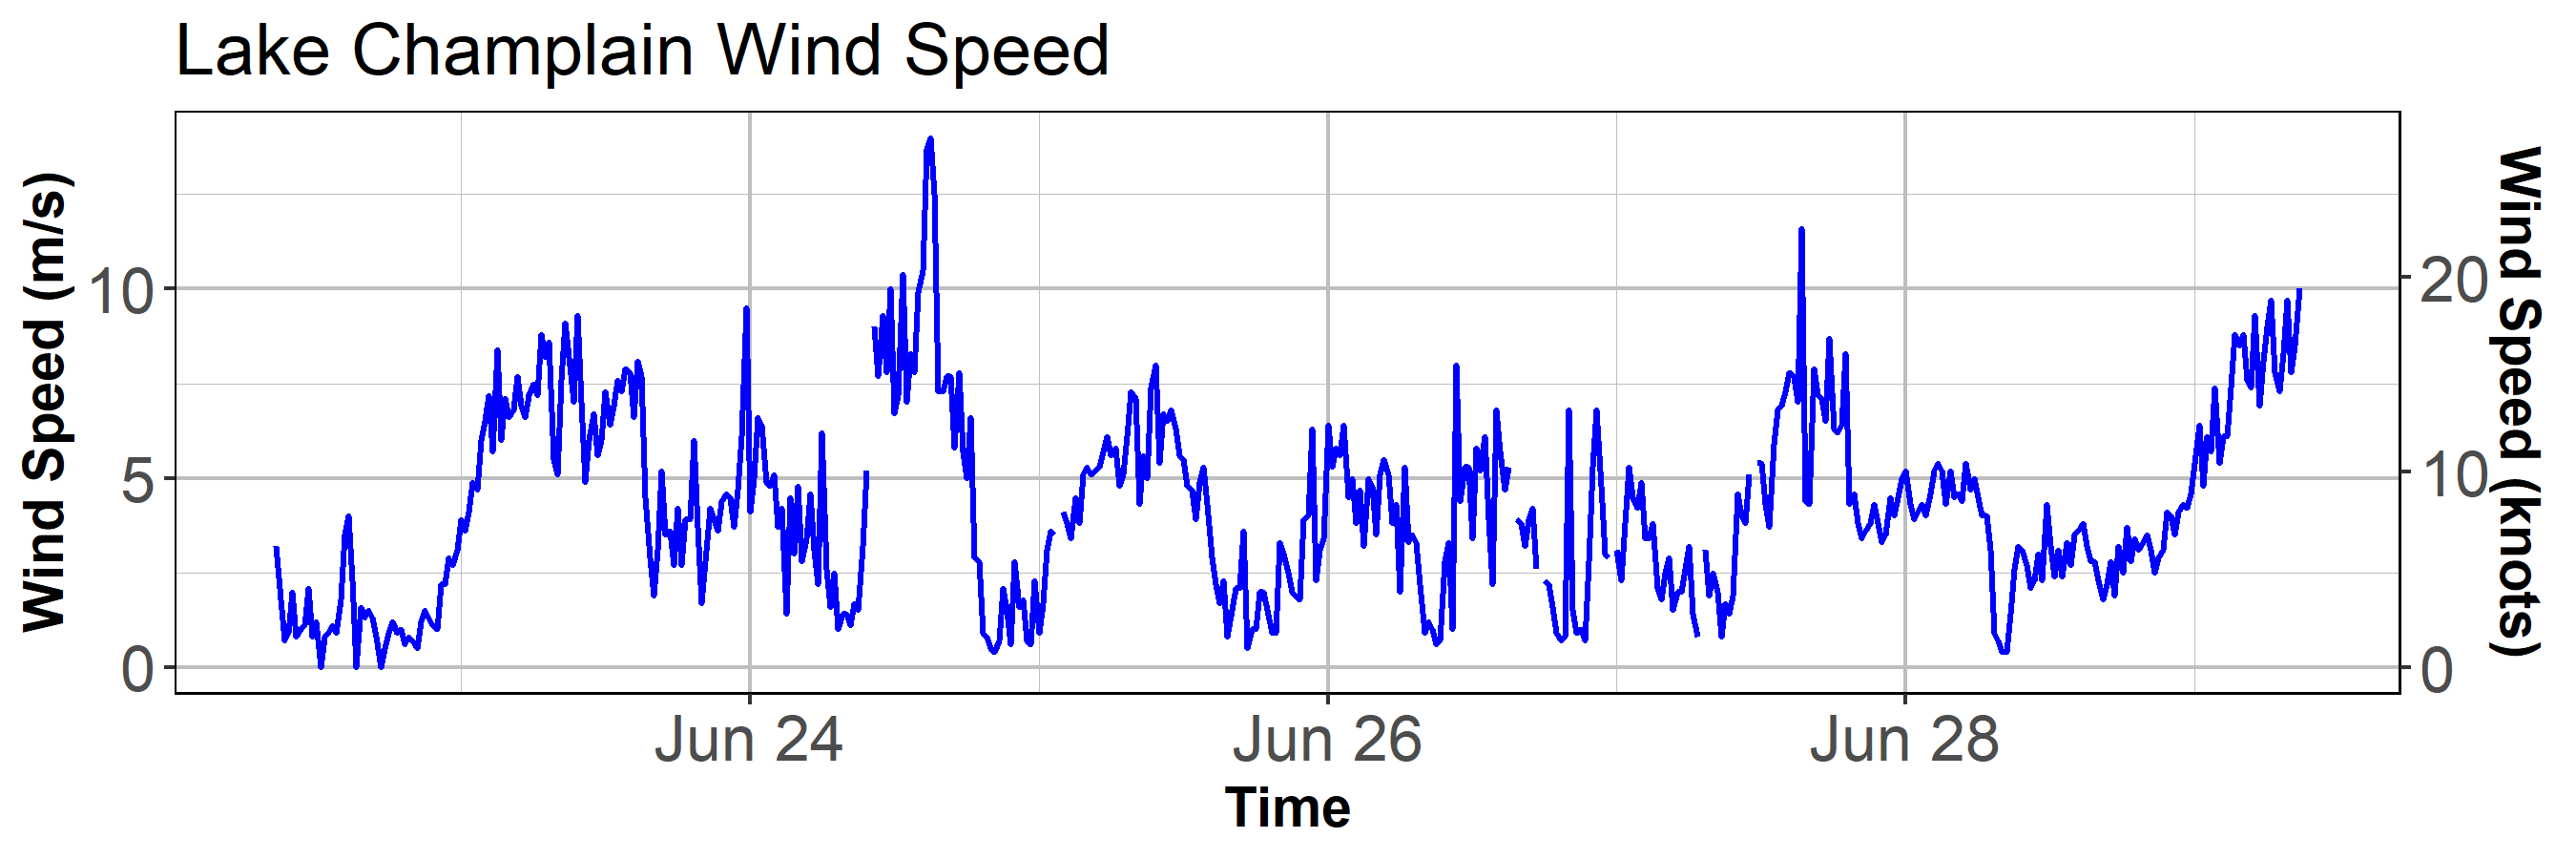 Lake Champlain Wind Speed
Wind Speed (m/s)
10
5
0
20
10
0
Wind Speed (knots)
Jun 24
Jun 26
Jun 28
Time